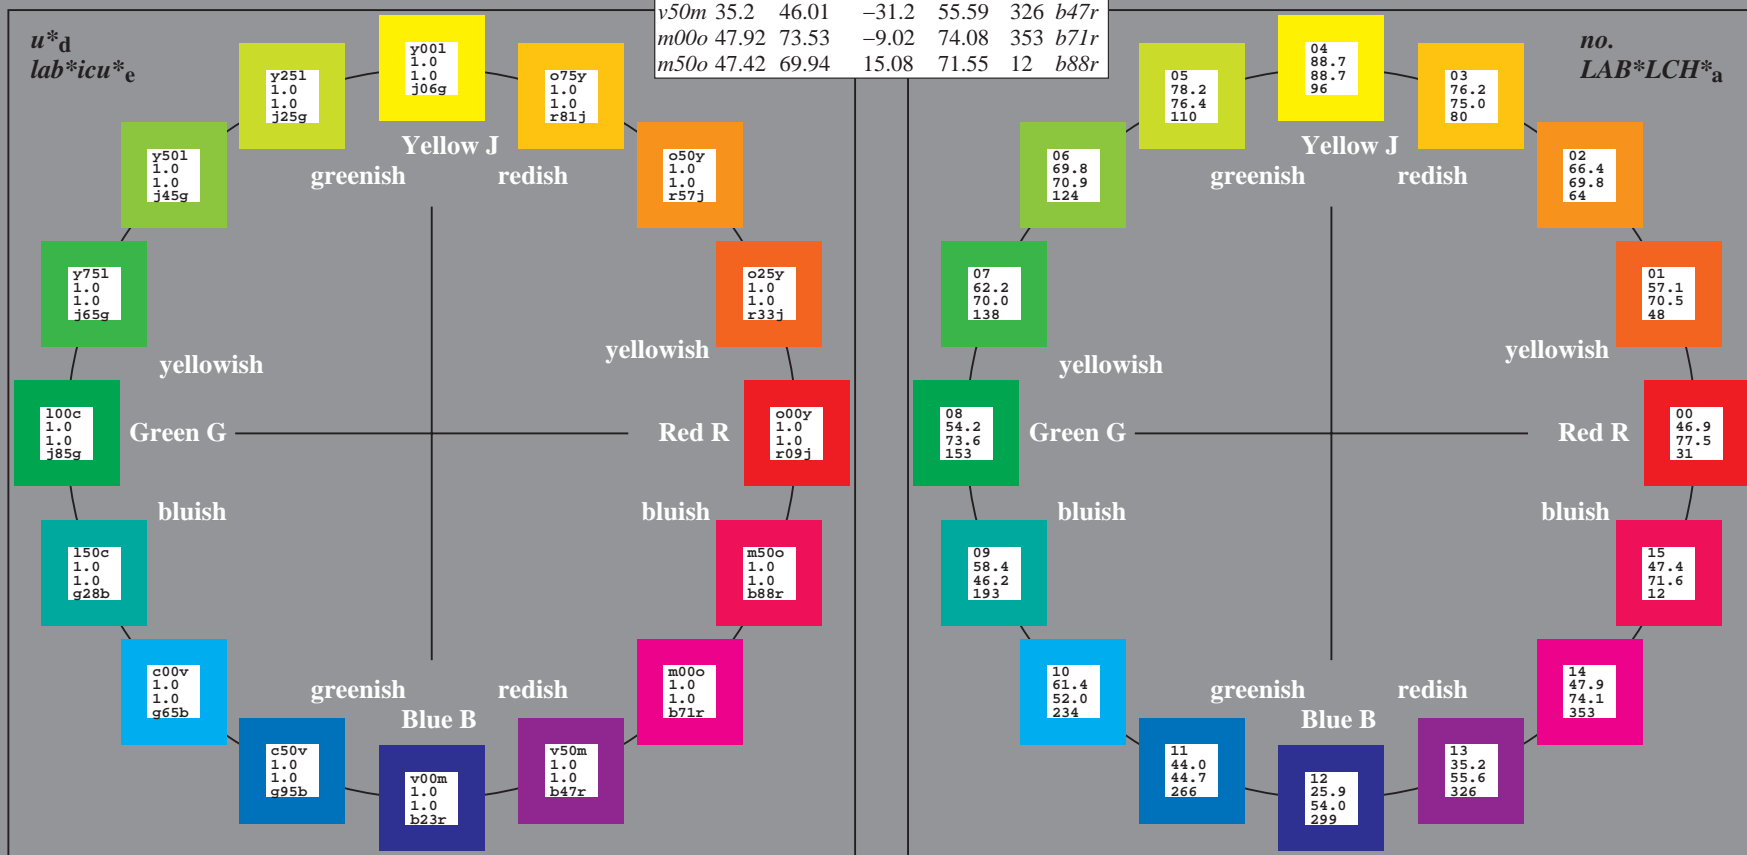 v50m 35.2 46.01 −31.2 55.59 326 b47r
m00o 47.92 73.53 −9.02 74.08 353 b71r
m50o 47.42 69.94 15.08 71.55 12 b88r
u*d
lab*icu*e
y00l
1.0
1.0
j06g
y25l
1.0
1.0
j25g
o75y
1.0
1.0
r81j
y50l
1.0
1.0
j45g
o50y
1.0
1.0
r57j
Yellow J
greenish redish
y75l
1.0
1.0
j65g
o25y
1.0
1.0
r33j
yellowish
yellowish
l00c
1.0
1.0
j85g
Green G
Red R
o00y
1.0
1.0
r09j
bluish
bluish
l50c
1.0
1.0
g28b
m50o
1.0
1.0
b88r
c00v
1.0
1.0
g65b
m00o
1.0
1.0
b71r
greenish redish
Blue B
c50v
1.0
1.0
g95b
v00m
1.0
1.0
b23r
v50m
1.0
1.0
b47r
no.
LAB*LCH*a
04
88.7
88.7
96
05
78.2
76.4
110
03
76.2
75.0
80
06
69.8
70.9
124
02
66.4
69.8
64
Yellow J
greenish redish
07
62.2
70.0
138
01
57.1
70.5
48
yellowish
yellowish
08
54.2
73.6
153
Green G
Red R
00
46.9
77.5
31
bluish
bluish
09
58.4
46.2
193
15
47.4
71.6
12
10
61.4
52.0
234
14
47.9
74.1
353
greenish redish
Blue B
11
44.0
44.7
266
12
25.9
54.0
299
13
35.2
55.6
326